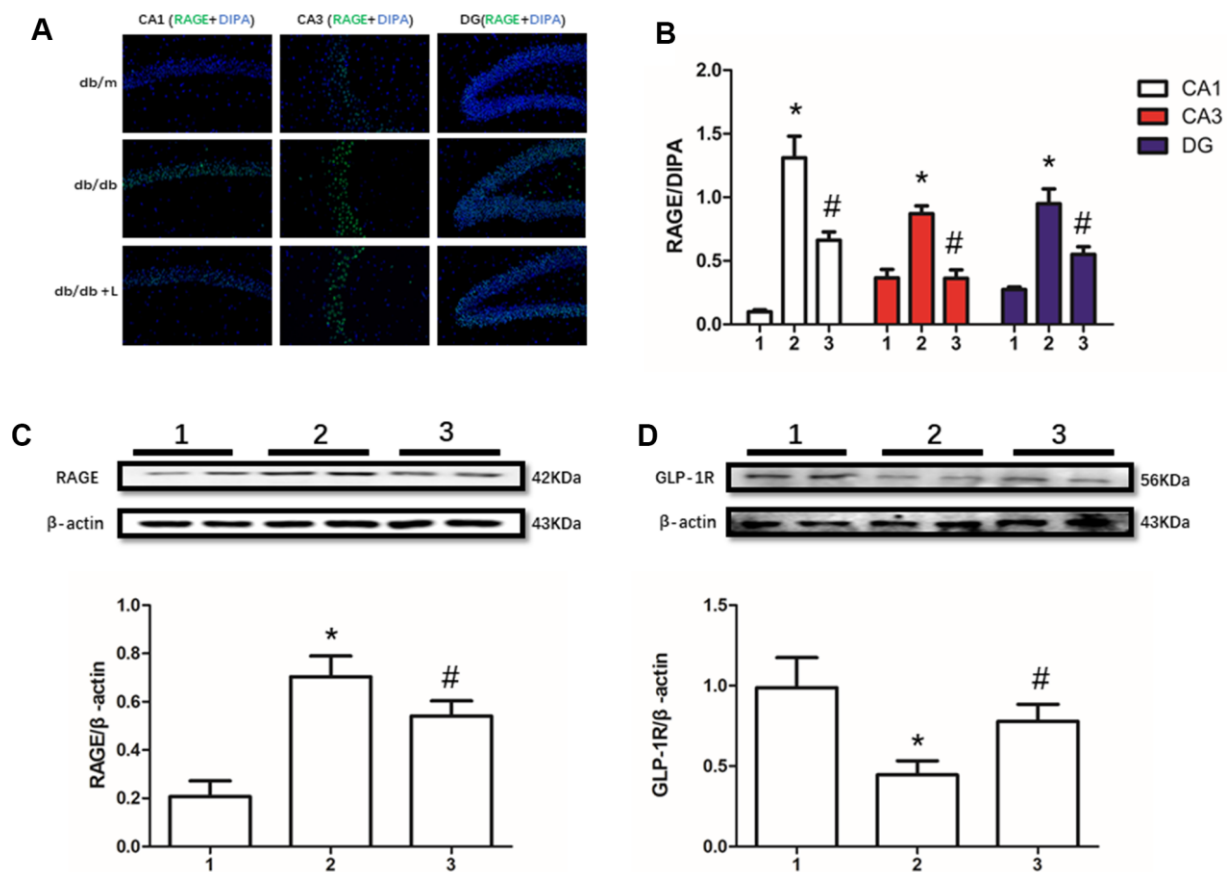 A
CA1 (RAGE+DIPA)
CA3 (RAGE+DIPA)
DG(RAGE+DIPA)
db/m
db/db
db/db +L
B
2.0
1.5
1.0
0.5
0.0
RAGE/DIPA
* # * # * #
1 2 3 1 2 3 1 2 3
CA1
CA3
DG
C
1 2 3
RAGE 42KDa
β-actin 43KDa
1.0
0.8
0.6
0.4
0.2
0.0
RAGE/β -actin
* #
1 2 3
D
1 2 3
GLP-1R 56KDa
β-actin 43KDa
1.5
1.0
0.5
0.0
GLP-1R/β -actin
* #
1 2 3